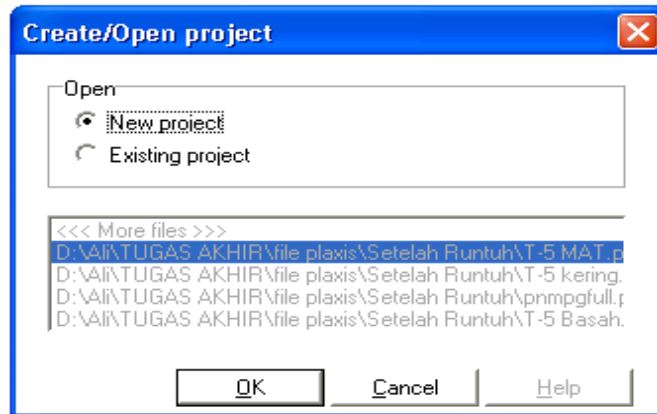 Create/Open project
Open
New project
Existing project
<<< More files >>>
D:\Ali\TUGAS AKHIR\file plaxis\Setelah Runtuh\T-5 MAT.p
D:\Ali\TUGAS AKHIR\file plaxis\Setelah Runtuh\T-5 kering.
D:\Ali\TUGAS AKHIR\file plaxis\Setelah Runtuh\pnmpgfull.p
D:\Ali\TUGAS AKHIR\file plaxis\Setelah Runtuh\T-5 Basah.
OK Cancel Help